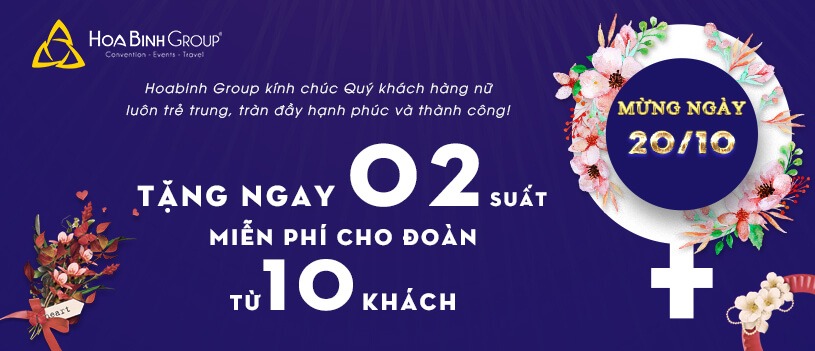 HOA BINH GROUP®
Convention - Events - Travel
Hoabinh Group kính chúc Quý khách hàng nữ
luôn trẻ trung, tràn đầy hạnh phúc và thành công!
MỪNG NGÀY
20/10
TẶNG NGAY 02 SUẤT
MIỄN PHÍ CHO ĐOÀN
TỪ 10 KHÁCH
heart